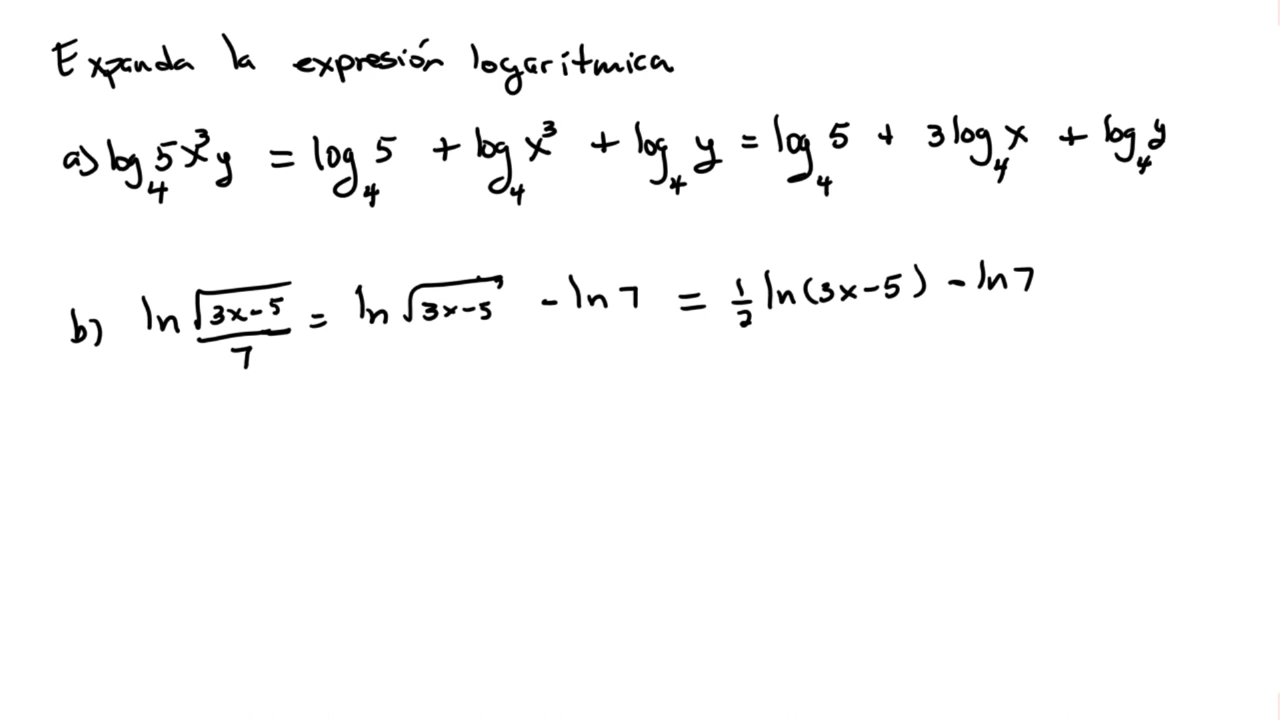 Expanda la expresión logarítmica
a) log₄ 5x³y = log₄ 5 + log₄ x³ + log₄ y = log₄ 5 + 3 log₄ x + log₄ y
b) ln √(3x-5)/7 = ln √(3x-5) - ln 7 = 1/2 ln(3x-5) - ln 7